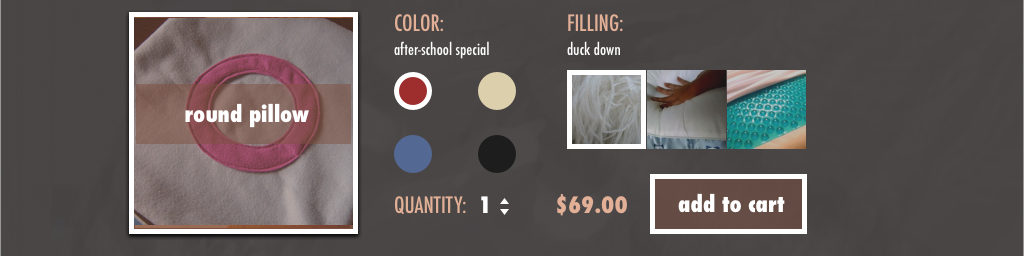 round pillow
COLOR:
after-school special
FILLING:
duck down
QUANTITY: 1
$69.00
add to cart